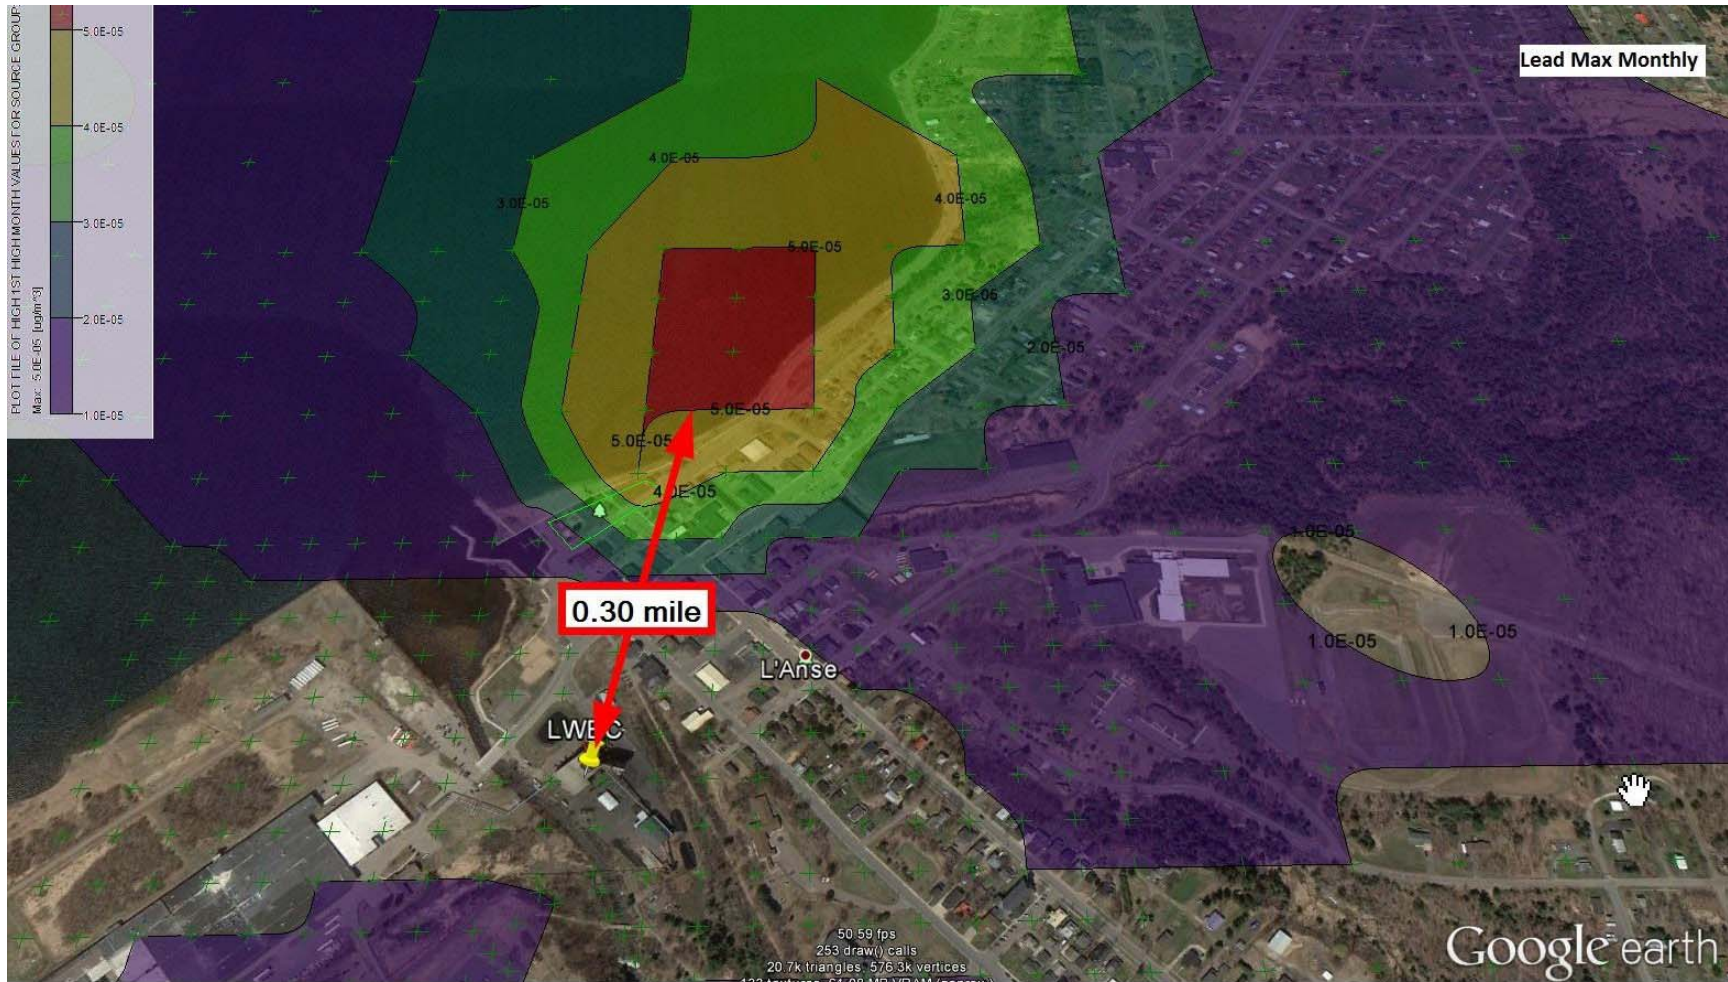 PLOT FILE OF HIGH 1ST HIGH MONTH VALUES FOR SOURCE GROUP:
Max: 5.0E-05 [ug/m^3]
5.0E-05
4.0E-05
3.0E-05
2.0E-05
1.0E-05
Lead Max Monthly
4.0E-05
3.0E-05
4.0E-05
5.0E-05
3.0E-05
2.0E-05
5.0E-05
5.0E-05
4.0E-05
1.0E-05
0.30 mile
1.0E-05
1.0E-05
L'Anse
LWEC
50.59 fps
253 draw() calls
20.7k triangles, 576.3k vertices
Google earth